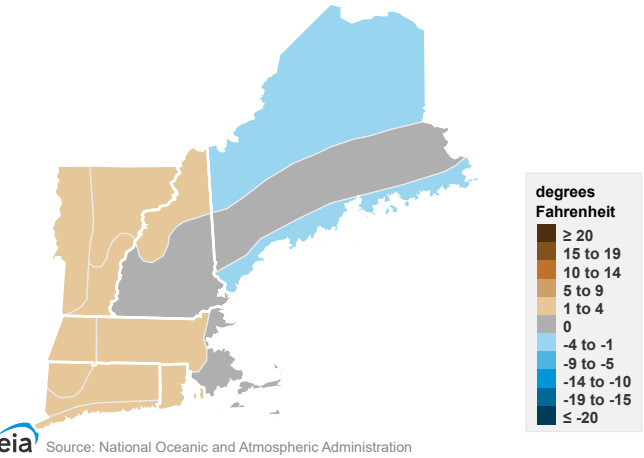 degrees
Fahrenheit
≥ 20
15 to 19
10 to 14
5 to 9
1 to 4
0
-4 to -1
-9 to -5
-14 to -10
-19 to -15
≤ -20
eia Source: National Oceanic and Atmospheric Administration